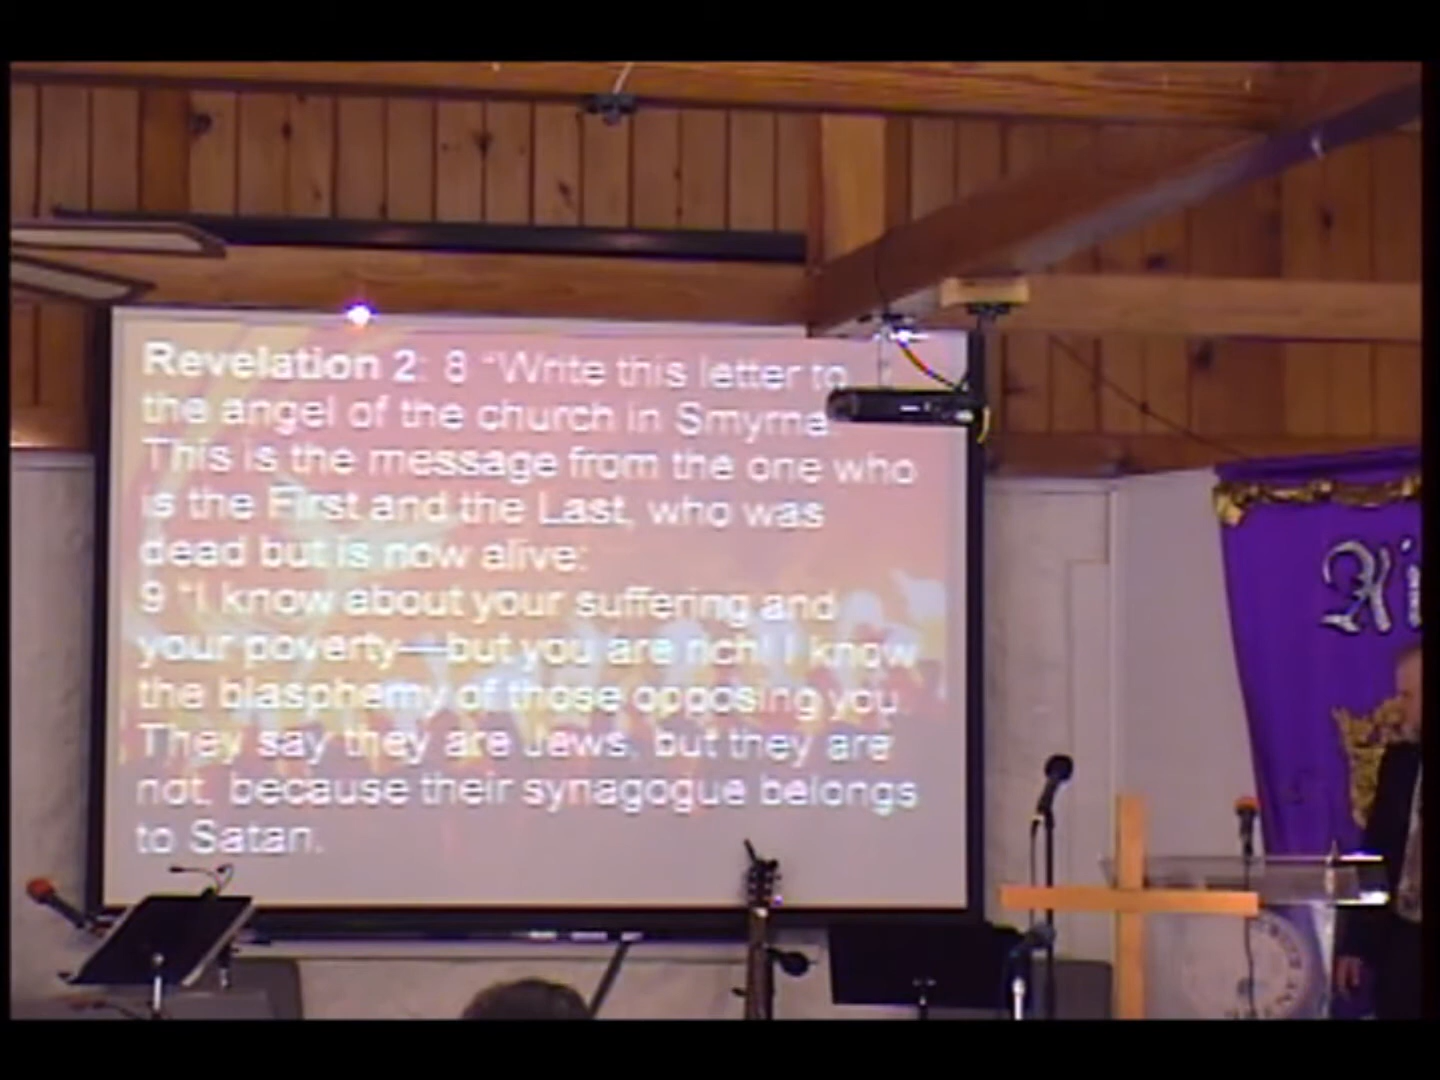 Revelation 2: 8 “Write this letter to
the angel of the church in Smyrna.
This is the message from the one who
is the First and the Last, who was
dead but is now alive:
9 “I know about your suffering and
your poverty—but you are rich! I know
the blasphemy of those opposing you.
They say they are Jews, but they are
not, because their synagogue belongs
to Satan.